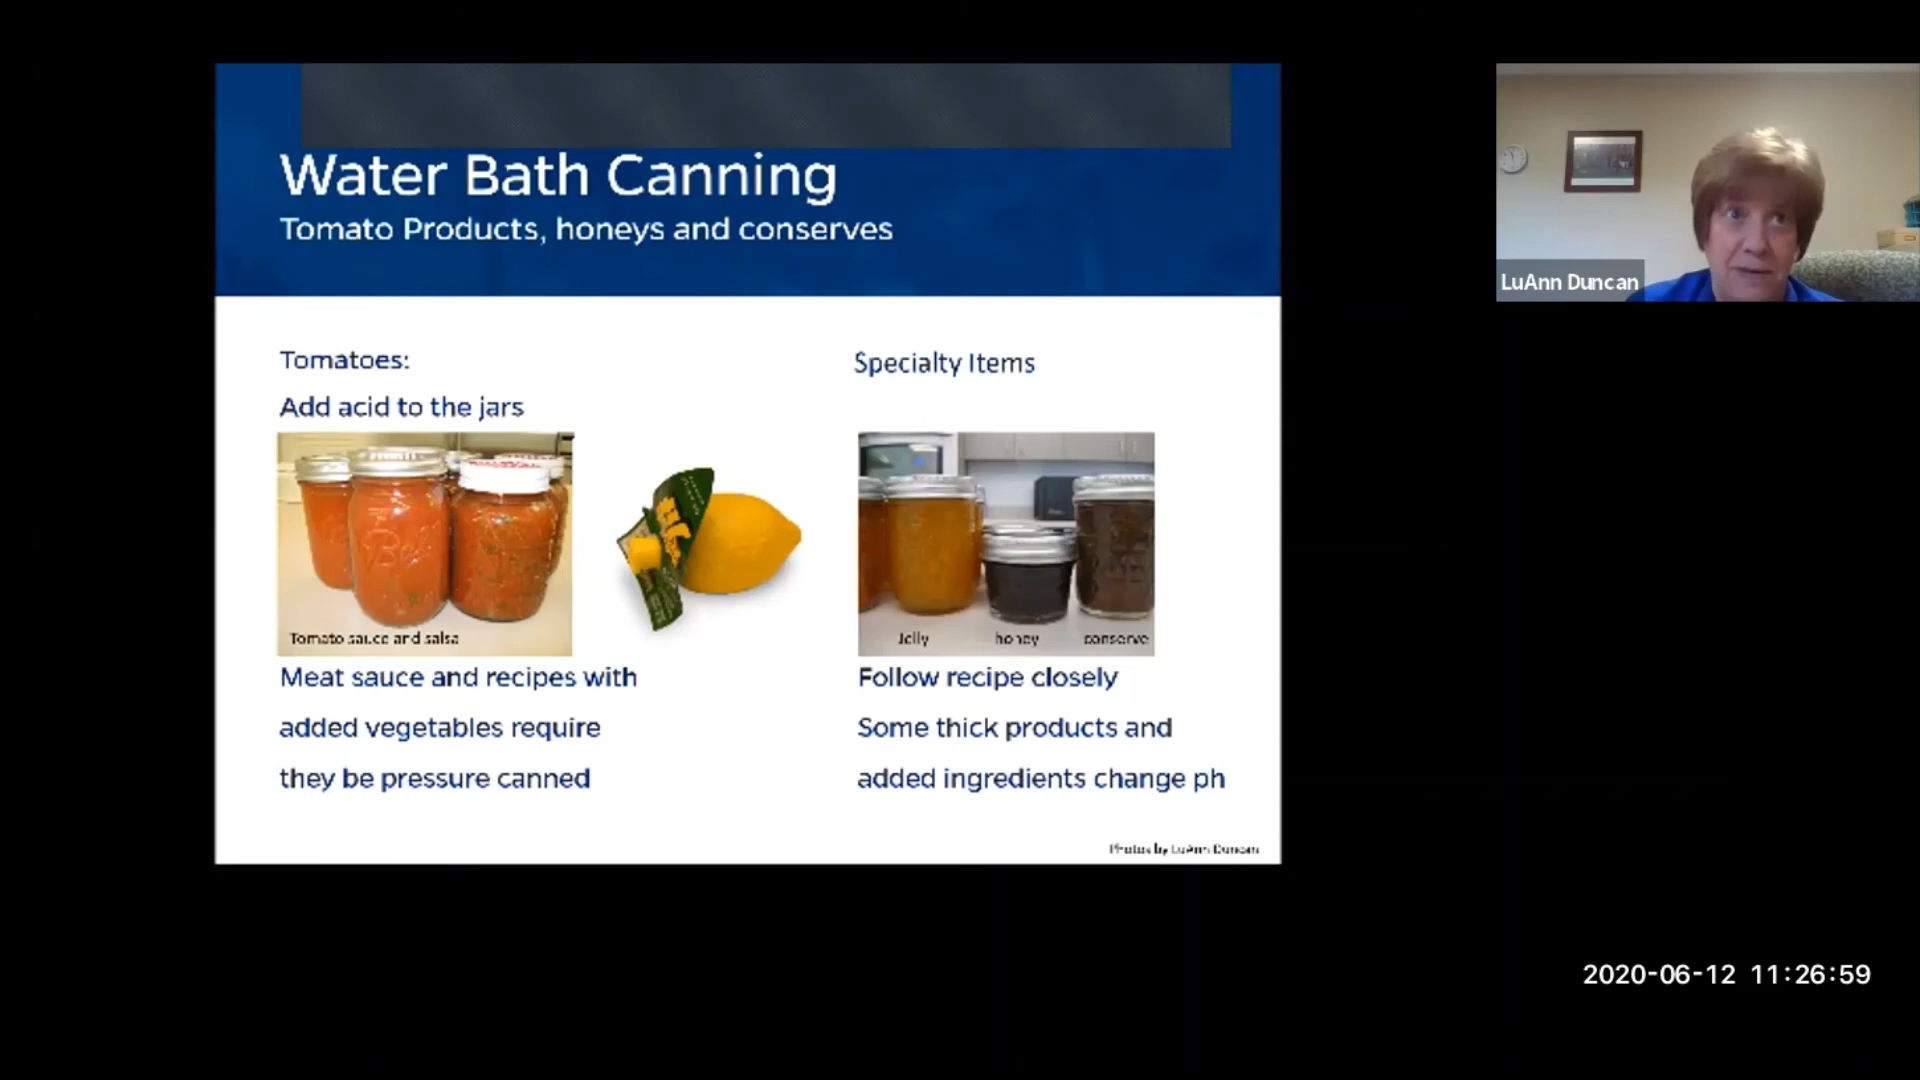 Water Bath Canning
Tomato Products, honeys and conserves
Tomatoes:
Add acid to the jars
Tomato sauce and salsa
Meat sauce and recipes with
added vegetables require
they be pressure canned
Specialty Items
Jelly honey conserve
Follow recipe closely
Some thick products and
added ingredients change ph
Photos by LuAnn Duncan
LuAnn Duncan
2020-06-12 11:26:59